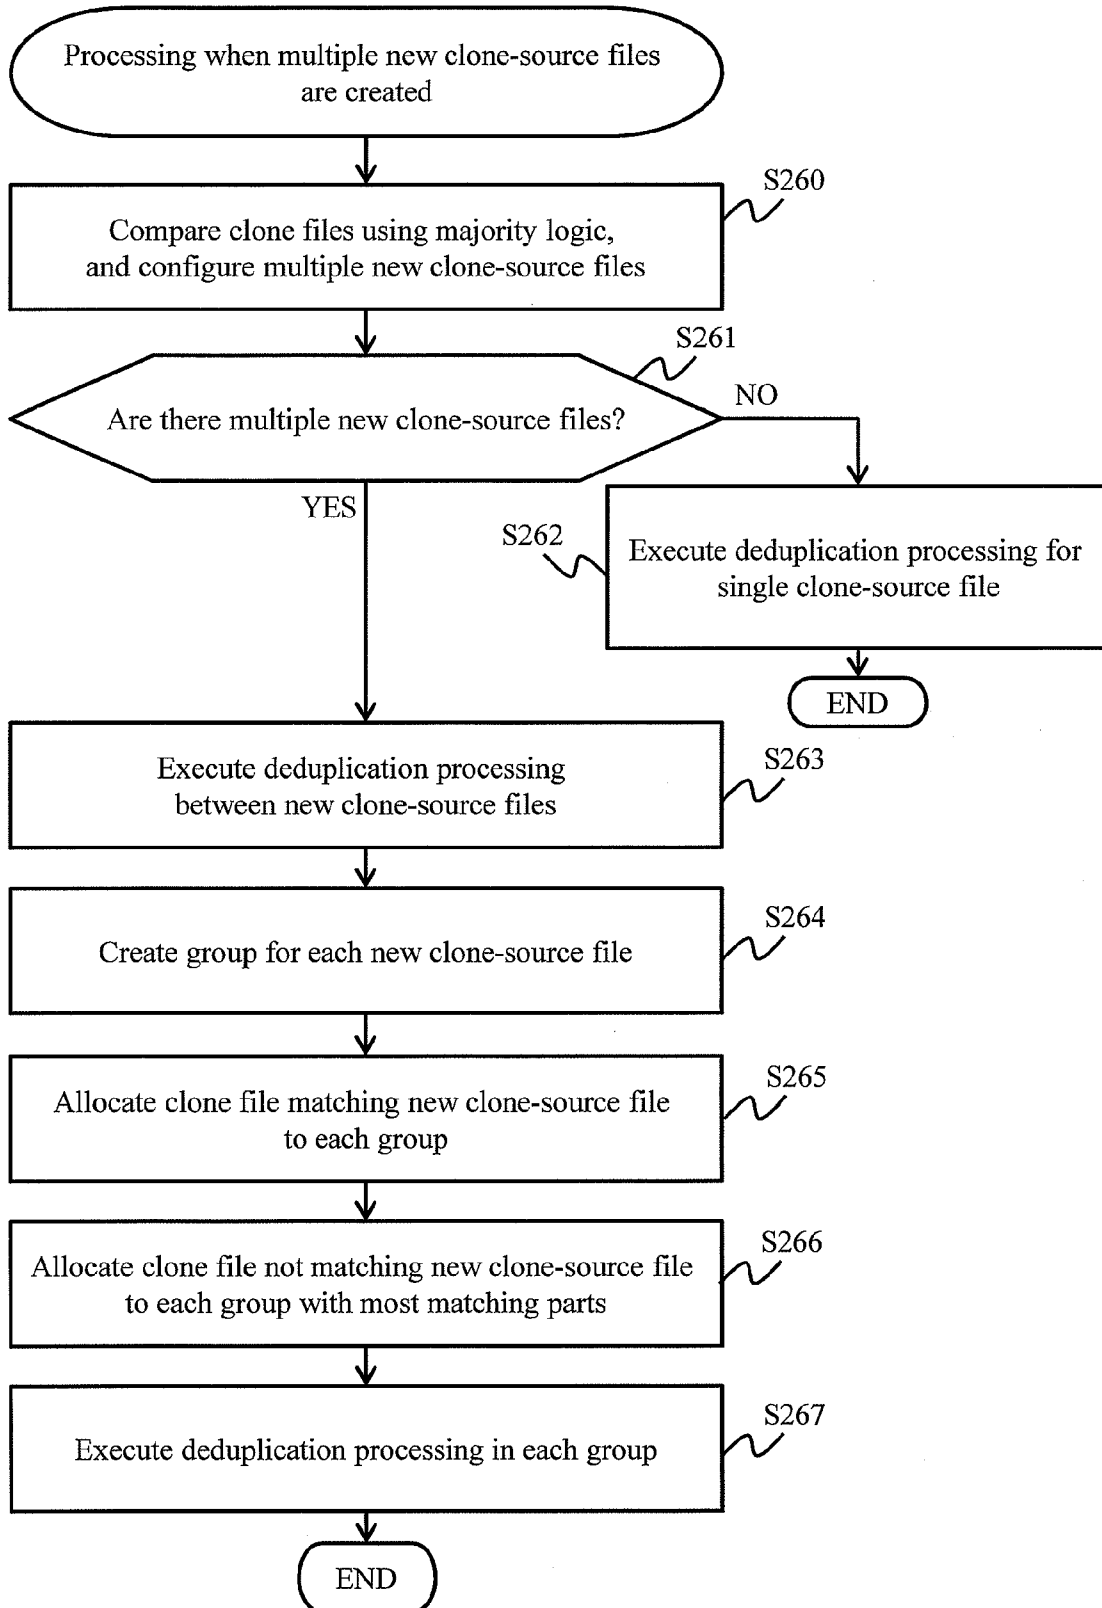 Processing when multiple new clone-source files
are created
S260
Compare clone files using majority logic,
and configure multiple new clone-source files
S261
Are there multiple new clone-source files?
NO
YES
S262
Execute deduplication processing for
single clone-source file
END
S263
Execute deduplication processing
between new clone-source files
S264
Create group for each new clone-source file
S265
Allocate clone file matching new clone-source file
to each group
S266
Allocate clone file not matching new clone-source file
to each group with most matching parts
S267
Execute deduplication processing in each group
END